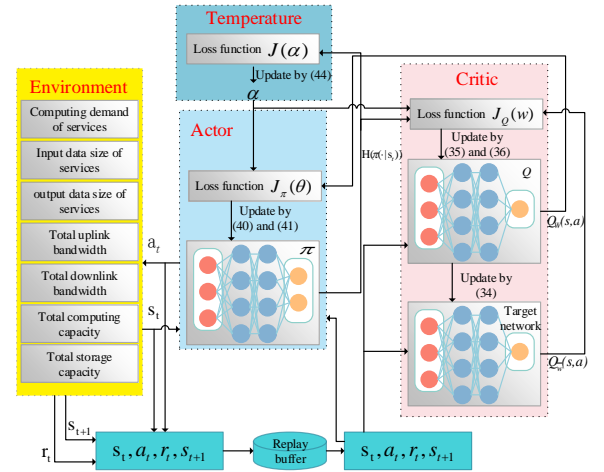 Temperature
Loss function J(α)
Update by (44)
α
Environment
Computing demand
of services
Input data size of
services
output data size of
services
Total uplink
bandwidth
Total downlink
bandwidth
Total computing
capacity
Total storage
capacity
a_t
s_t
Actor
Loss function J_π(θ)
Update by
(40) and (41)
π
H(π(·|s_t))
Critic
Loss function J_Q(w)
Update by
(35) and (36)
Q
Q_w(s,a)
Update by
(34)
Target
network
Q_w̄(s,a)
s_{t+1}
r_t
s_t, a_t, r_t, s_{t+1}
Replay
buffer
s_t, a_t, r_t, s_{t+1}